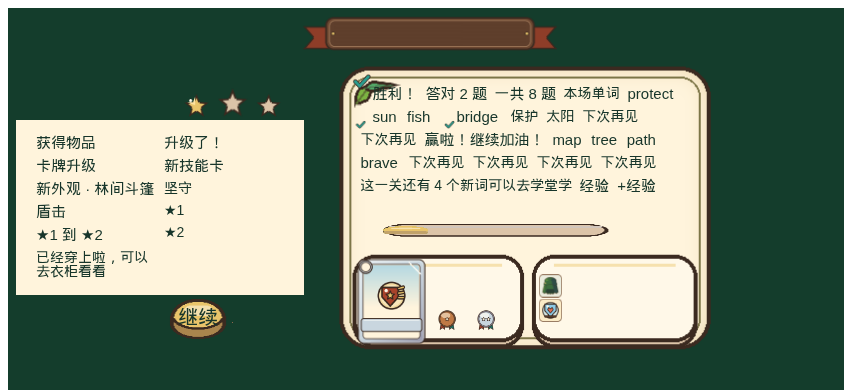 胜利！ 答对 2 题 一共 8 题 本场单词 protect
sun fish bridge 保护 太阳 下次再见
下次再见 赢啦！继续加油！ map tree path
brave 下次再见 下次再见 下次再见 下次再见
这一关还有 4 个新词可以去学堂学 经验 +经验
获得物品 升级了！
卡牌升级 新技能卡
新外观 · 林间斗篷 坚守
盾击 ★1
★1 到 ★2 ★2
已经穿上啦，可以
去衣柜看看
继续